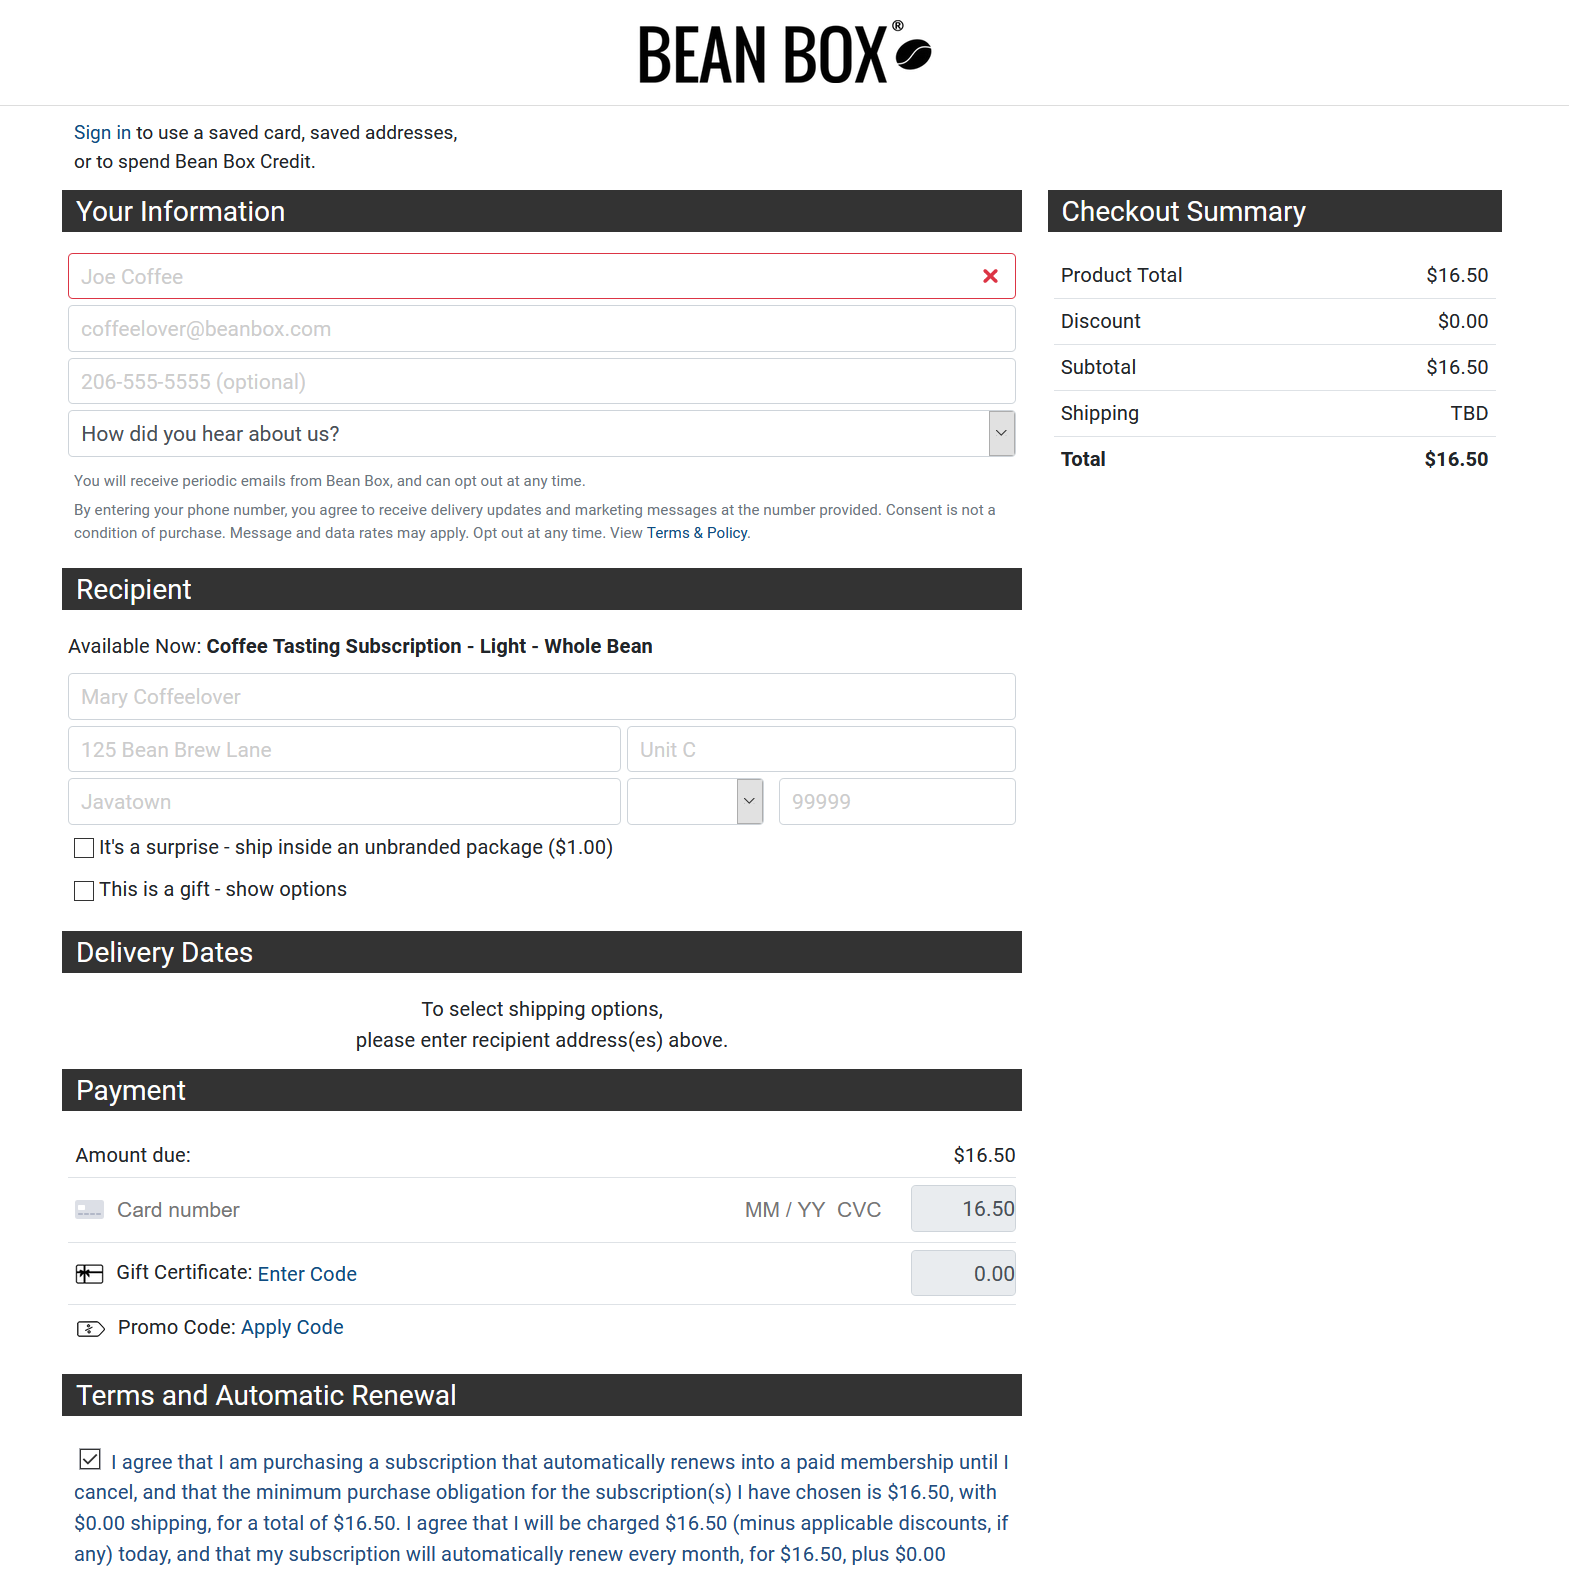 BEAN BOX®
Sign in to use a saved card, saved addresses,
or to spend Bean Box Credit.
Your Information
Joe Coffee
coffeelover@beanbox.com
206-555-5555 (optional)
How did you hear about us?
You will receive periodic emails from Bean Box, and can opt out at any time.
By entering your phone number, you agree to receive delivery updates and marketing messages at the number provided. Consent is not a
condition of purchase. Message and data rates may apply. Opt out at any time. View Terms & Policy.
Checkout Summary
Product Total $16.50
Discount $0.00
Subtotal $16.50
Shipping TBD
Total $16.50
Recipient
Available Now: Coffee Tasting Subscription - Light - Whole Bean
Mary Coffeelover
125 Bean Brew Lane Unit C
Javatown 99999
It's a surprise - ship inside an unbranded package ($1.00)
This is a gift - show options
Delivery Dates
To select shipping options,
please enter recipient address(es) above.
Payment
Amount due: $16.50
Card number MM / YY CVC 16.50
Gift Certificate: Enter Code 0.00
Promo Code: Apply Code
Terms and Automatic Renewal
I agree that I am purchasing a subscription that automatically renews into a paid membership until I
cancel, and that the minimum purchase obligation for the subscription(s) I have chosen is $16.50, with
$0.00 shipping, for a total of $16.50. I agree that I will be charged $16.50 (minus applicable discounts, if
any) today, and that my subscription will automatically renew every month, for $16.50, plus $0.00